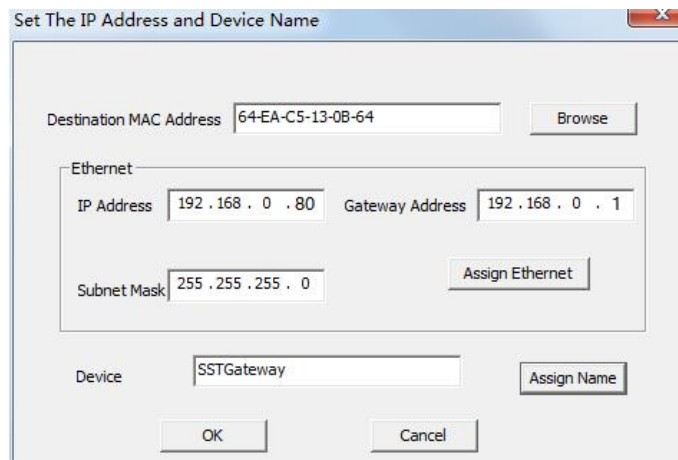 Set The IP Address and Device Name
Destination MAC Address 64-EA-C5-13-0B-64 Browse
Ethernet
IP Address 192 . 168 . 0 . 80 Gateway Address 192 . 168 . 0 . 1
Subnet Mask 255 . 255 . 255 . 0 Assign Ethernet
Device SSTGateway Assign Name
OK Cancel